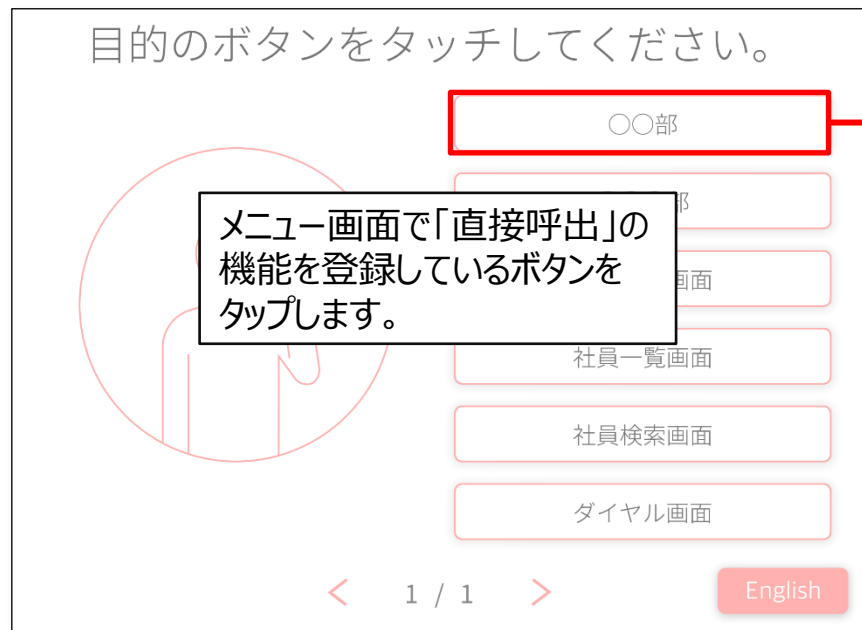 目的のボタンをタッチしてください。
○○部
部
メニュー画面で「直接呼出」の
機能を登録しているボタンを
タップします。
画面
社員一覧画面
社員検索画面
ダイヤル画面
< 1 / 1 >
English